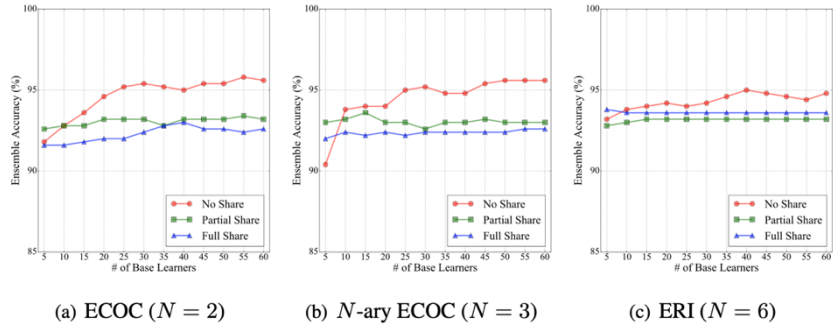 100
95
90
85
Ensemble Accuracy (%)
5 10 15 20 25 30 35 40 45 50 55 60
# of Base Learners
No Share
Partial Share
Full Share
(a) ECOC (N = 2)
100
95
90
85
Ensemble Accuracy (%)
5 10 15 20 25 30 35 40 45 50 55 60
# of Base Learners
No Share
Partial Share
Full Share
(b) N-ary ECOC (N = 3)
100
95
90
85
Ensemble Accuracy (%)
5 10 15 20 25 30 35 40 45 50 55 60
# of Base Learners
No Share
Partial Share
Full Share
(c) ERI (N = 6)